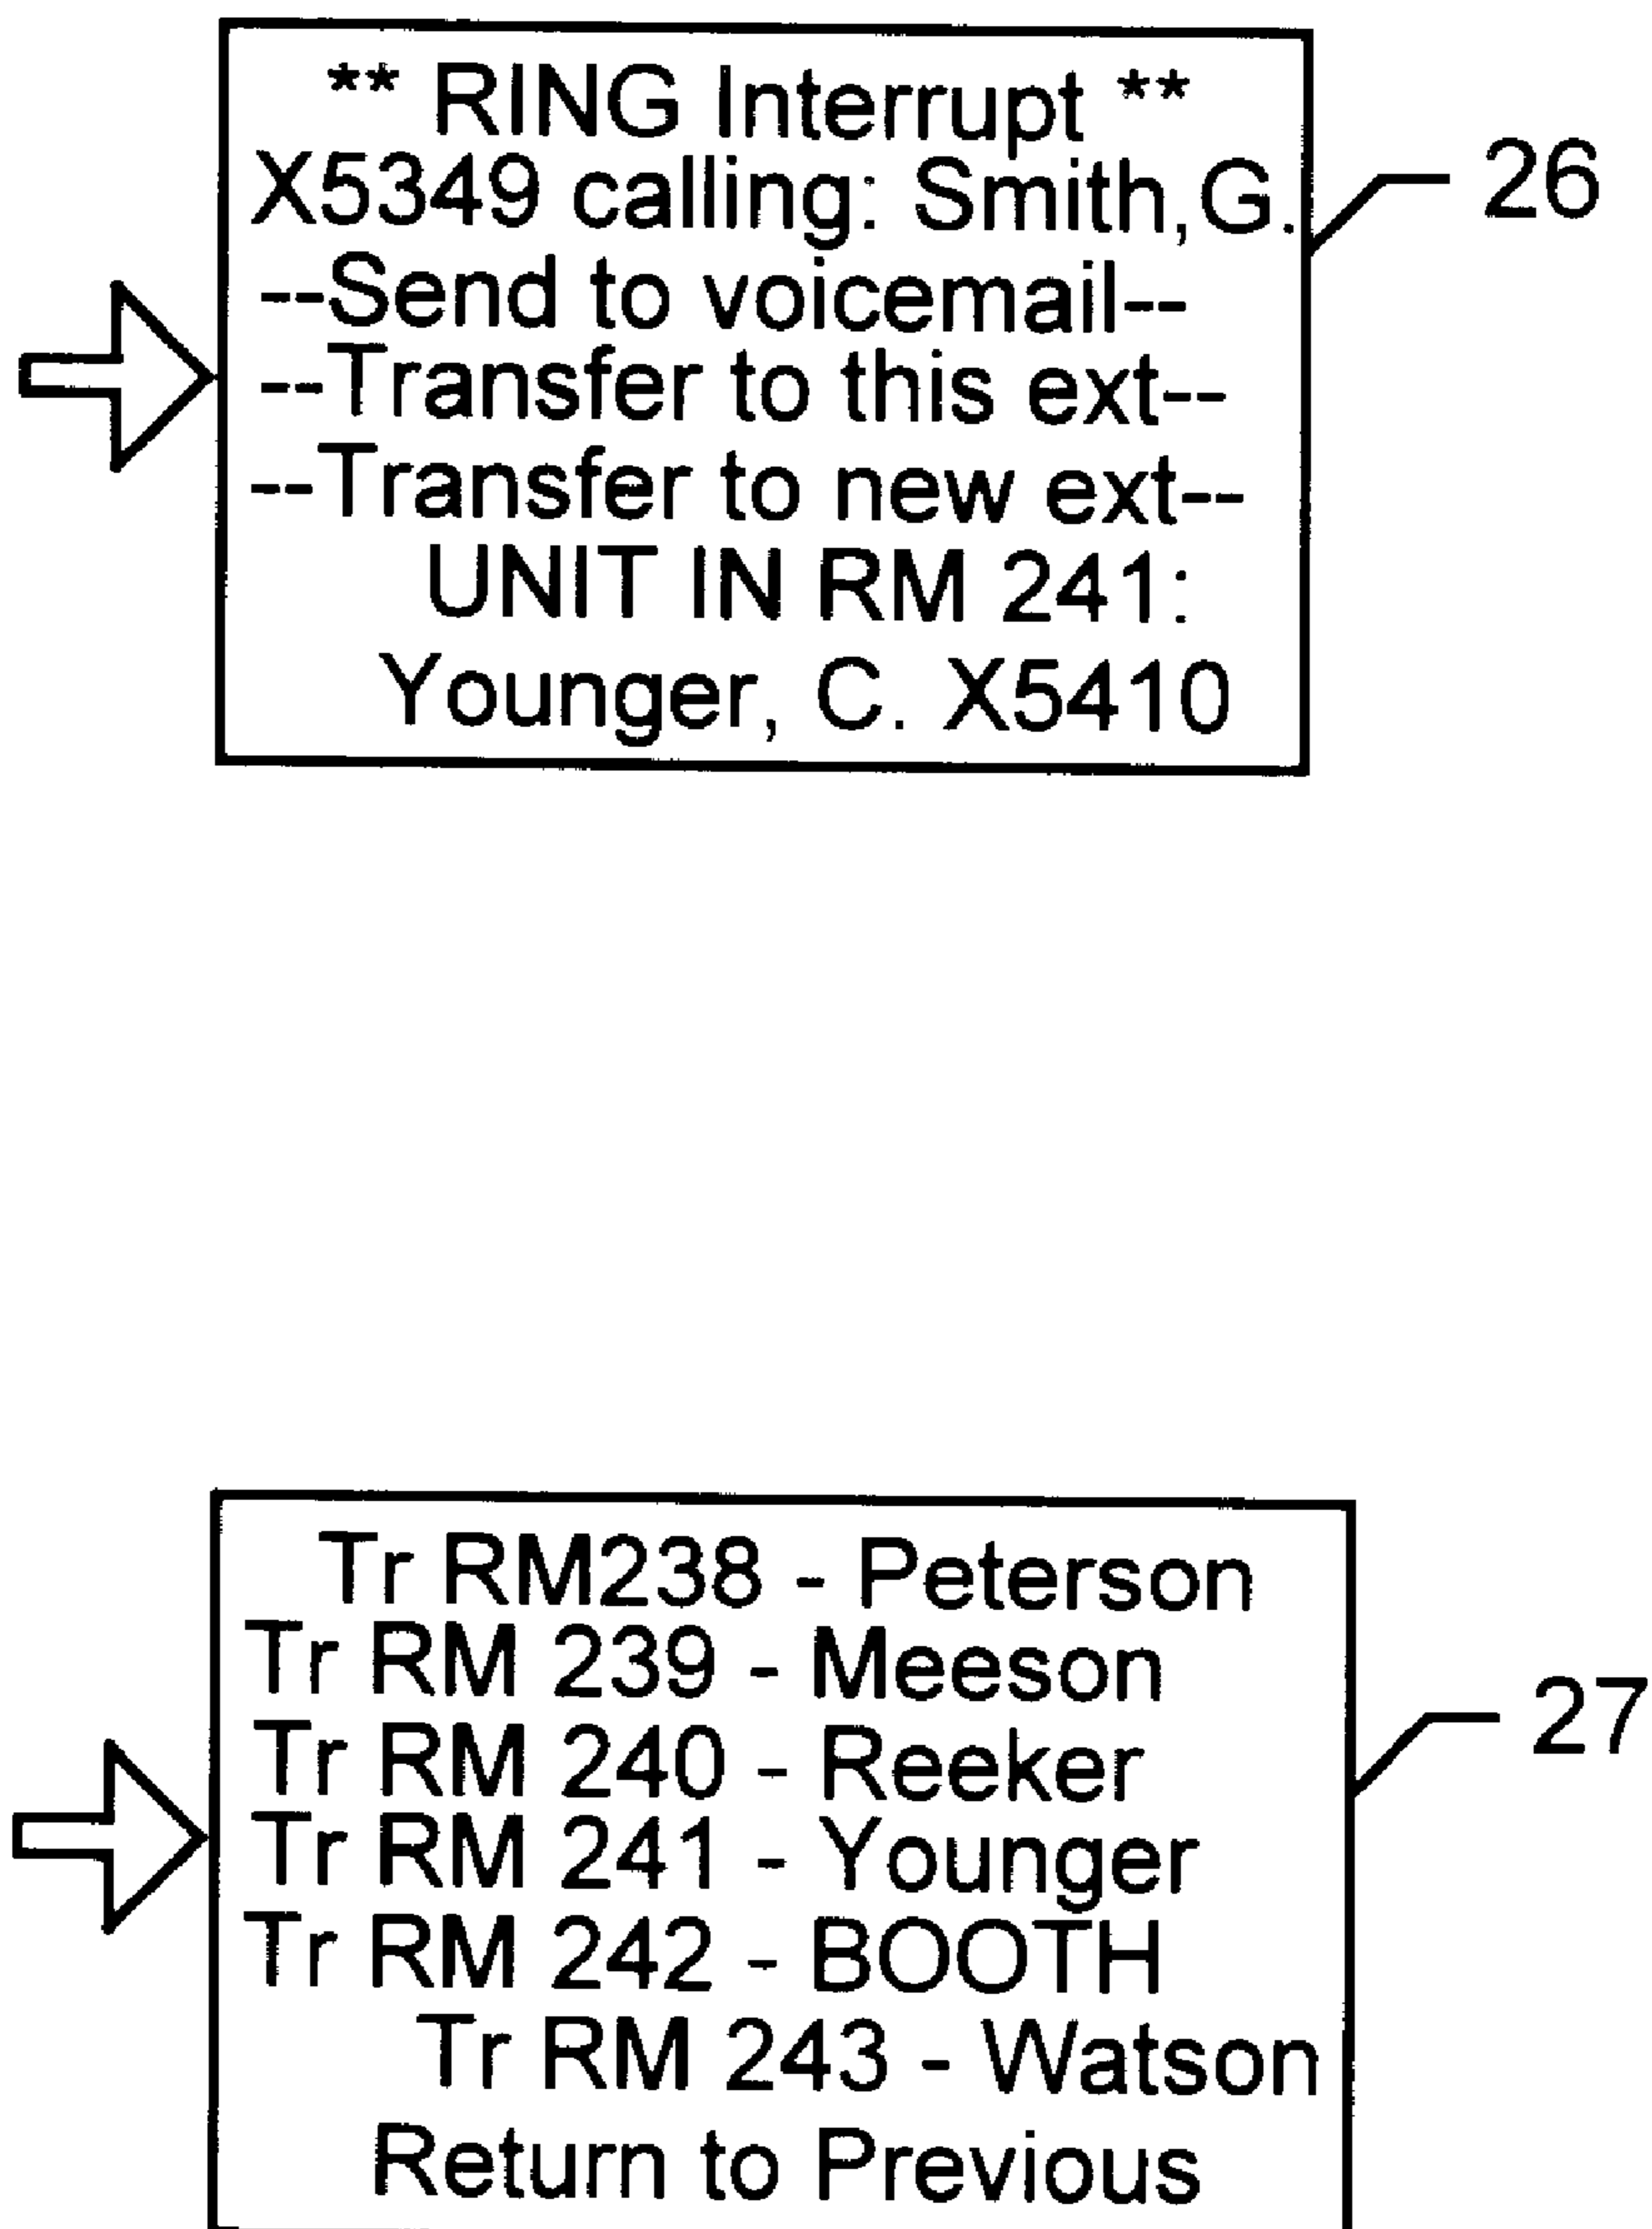 ** RING Interrupt **
X5349 calling: Smith,G.
--Send to voicemail--
--Transfer to this ext--
--Transfer to new ext--
UNIT IN RM 241:
Younger, C. X5410
26
Tr RM238 - Peterson
Tr RM 239 - Meeson
Tr RM 240 - Reeker
Tr RM 241 - Younger
Tr RM 242 - BOOTH
Tr RM 243 - Watson
Return to Previous
27